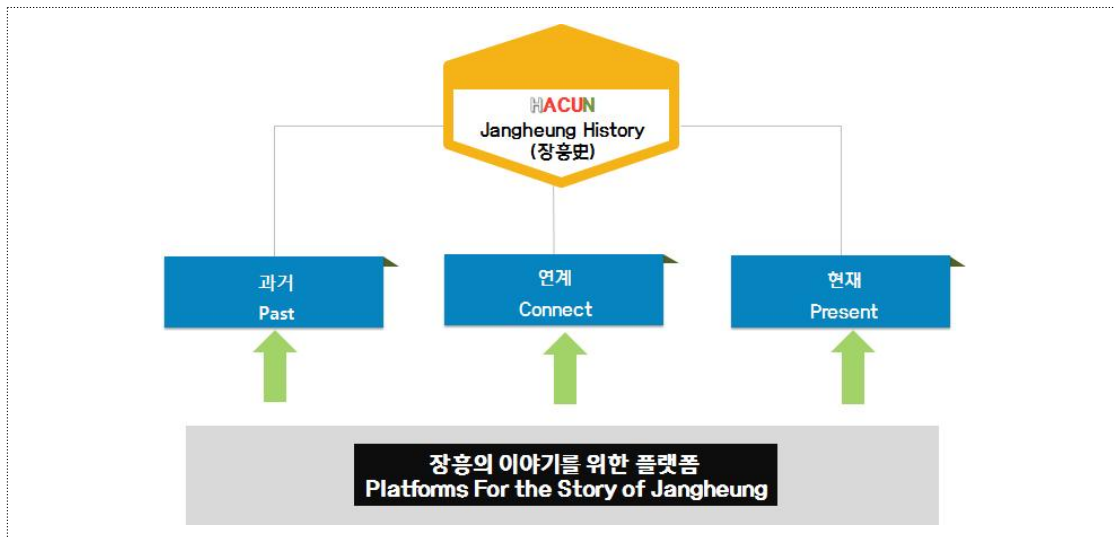 HACUN
Jangheung History
(장흥史)
과거
Past
연계
Connect
현재
Present
장흥의 이야기를 위한 플랫폼
Platforms For the Story of Jangheung